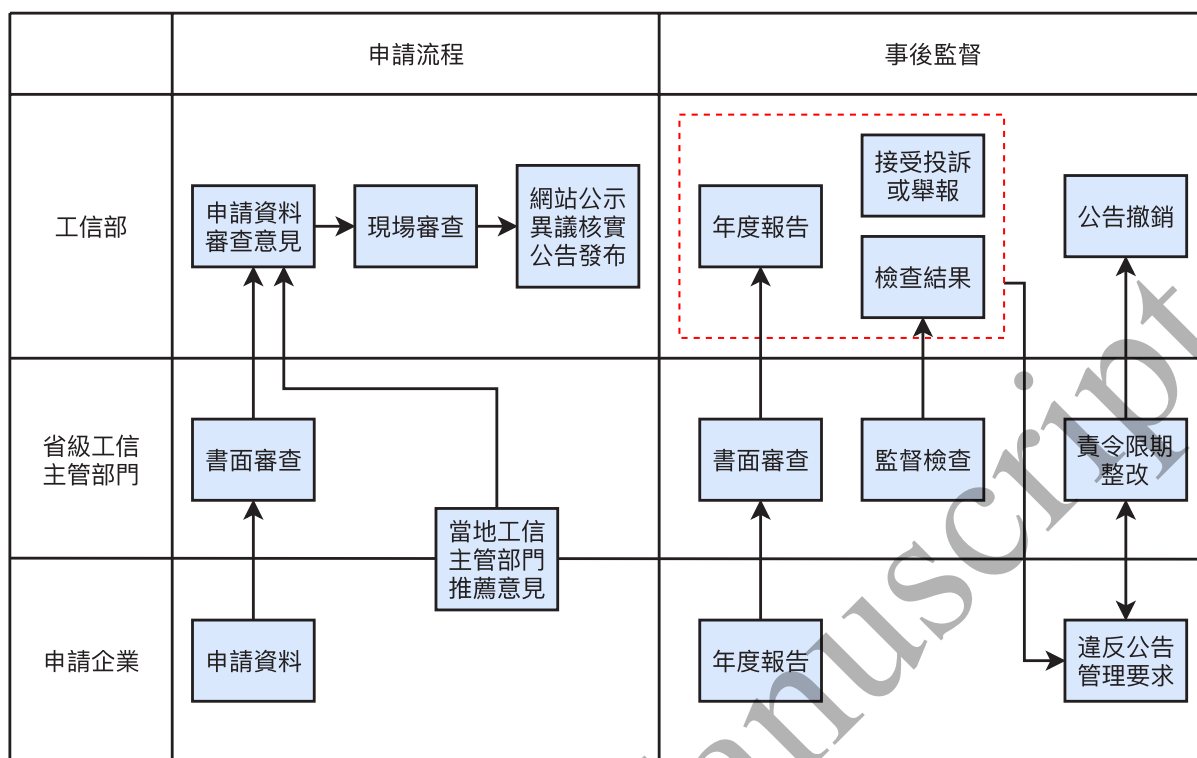 申請流程
事後監督
工信部
申請資料
審查意見
現場審查
網站公示
異議核實
公告發布
年度報告
接受投訴
或舉報
檢查結果
公告撤銷
省級工信
主管部門
書面審查
當地工信
主管部門
推薦意見
書面審查
監督檢查
責令限期
整改
申請企業
申請資料
年度報告
違反公告
管理要求
anuscript